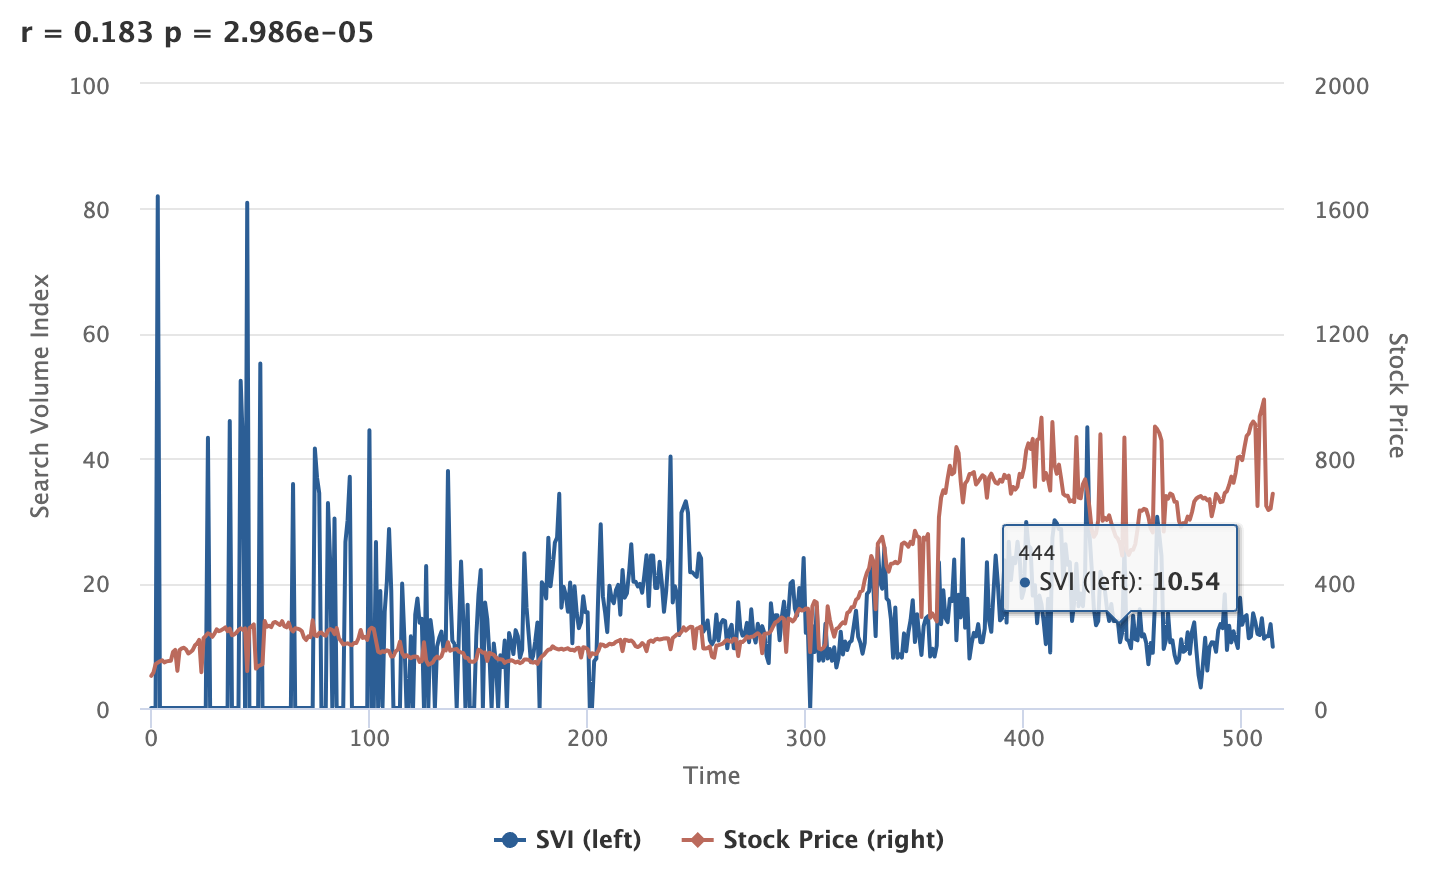 r = 0.183 p = 2.986e-05
100
80
60
40
20
0
Search Volume Index
2000
1600
1200
800
400
0
Stock Price
444
SVI (left): 10.54
0 100 200 300 400 500
Time
SVI (left) Stock Price (right)